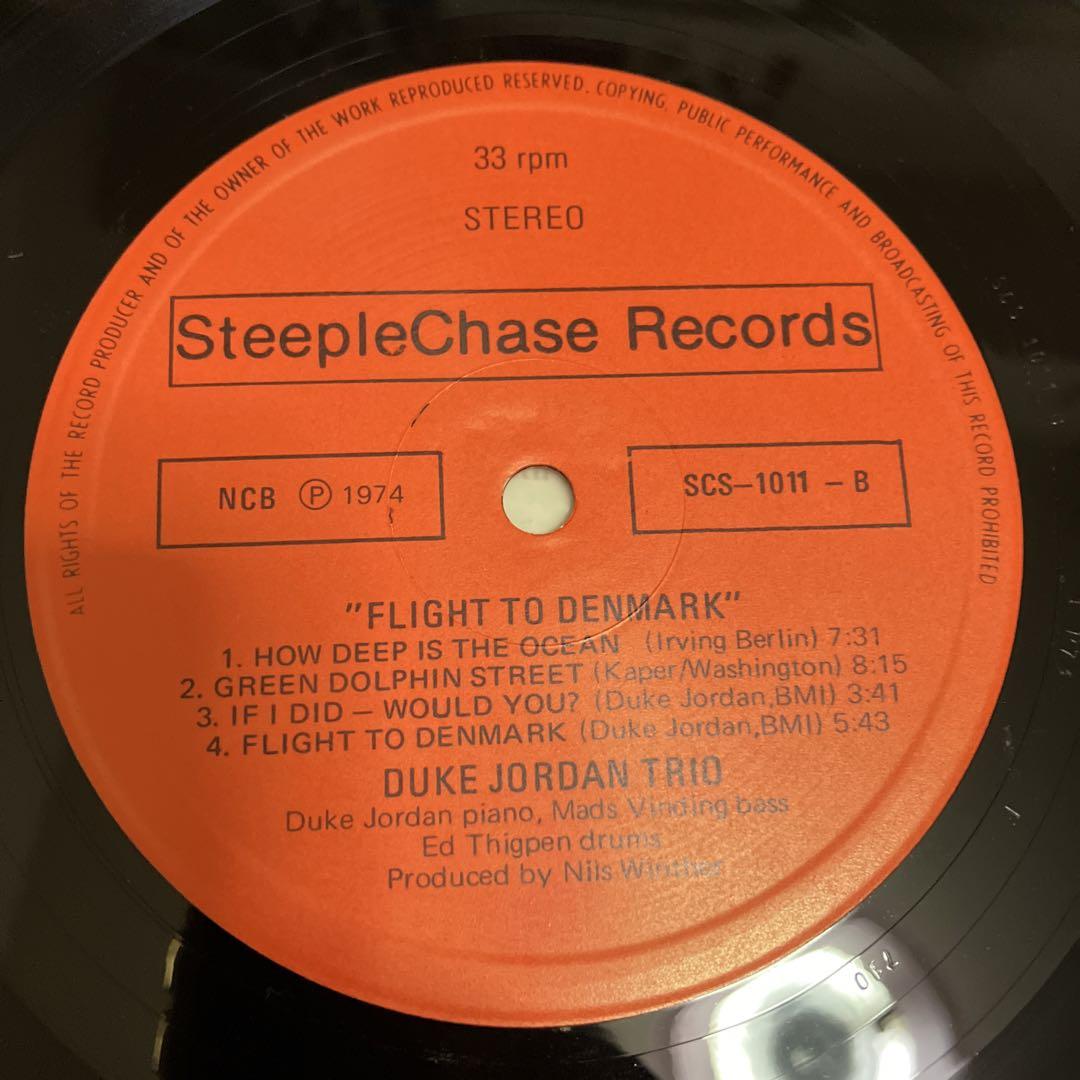 ALL RIGHTS OF THE RECORD PRODUCER AND OF THE OWNER OF THE WORK REPRODUCED RESERVED. COPYING, PUBLIC PERFORMANCE AND BROADCASTING OF THIS RECORD PROHIBITED
33 rpm
STEREO
SteepleChase Records
NCB Ⓟ 1974
SCS-1011 - B
"FLIGHT TO DENMARK"
1. HOW DEEP IS THE OCEAN (Irving Berlin) 7:31
2. GREEN DOLPHIN STREET (Kaper/Washington) 8:15
3. IF I DID – WOULD YOU? (Duke Jordan,BMI) 3:41
4. FLIGHT TO DENMARK (Duke Jordan,BMI) 5:43
DUKE JORDAN TRIO
Duke Jordan piano, Mads Vinding bass
Ed Thigpen drums
Produced by Nils Winther